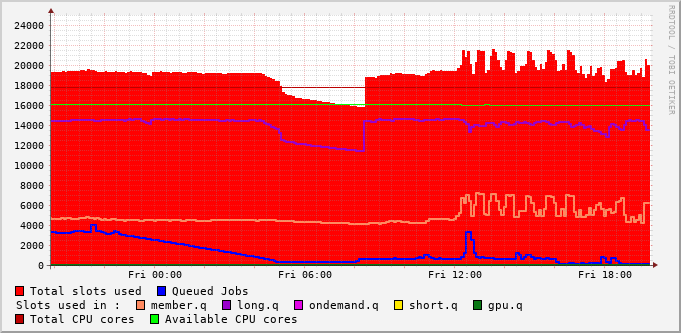 RRDTOOL / TOBI OETIKER
24000
22000
20000
18000
16000
14000
12000
10000
8000
6000
4000
2000
0
Fri 00:00 Fri 06:00 Fri 12:00 Fri 18:00
Total slots used Queued Jobs
Slots used in : member.q long.q ondemand.q short.q gpu.q
Total CPU cores Available CPU cores